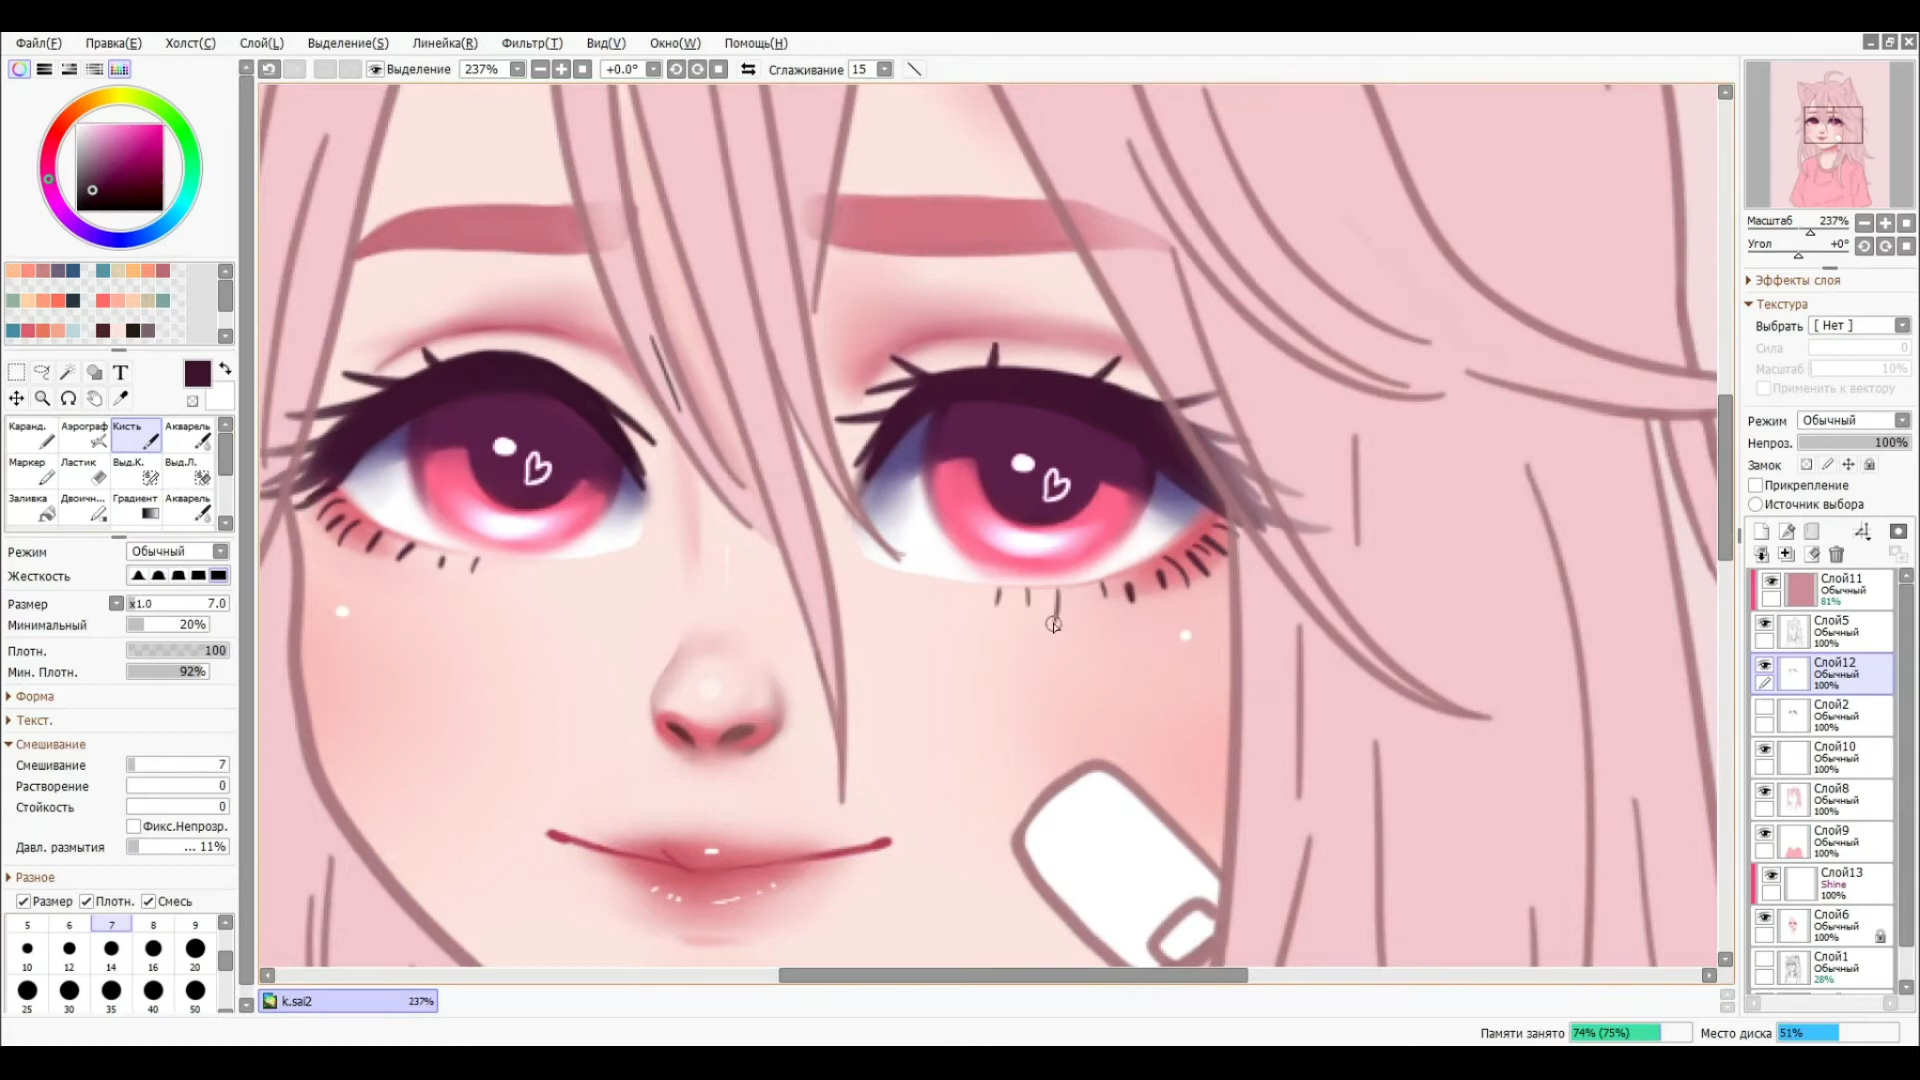 Файл(F) Правка(E) Холст(C) Слой(L) Выделение(S) Линейка(R) Фильтр(T) Вид(V) Окно(W) Помощь(H)
Выделение 237% +0.0° Сглаживание 15
Масштаб 237%
Угол +0°
Эффекты слоя
Текстура
Выбрать [ Нет ]
Сила 0
Масштаб 10%
Применить к вектору
Режим Обычный
Непроз. 100%
Замок
Прикрепление
Источник выбора
Слой11
Обычный
81%
Слой5
Обычный
100%
Слой12
Обычный
100%
Слой2
Обычный
100%
Слой10
Обычный
100%
Слой8
Обычный
100%
Слой9
Обычный
100%
Слой13
Shine
100%
Слой6
Обычный
100%
Слой1
Обычный
28%
T
Каранд. Аэрограф Кисть Акварель
Маркер Ластик Выд.К. Выд.Л.
Заливка Двоичн... Градиент Акварель
Режим Обычный
Жесткость
Размер x1.0 7.0
Минимальный 20%
Плотн. 100
Мин. Плотн. 92%
Форма
Текст.
Смешивание
Смешивание 7
Растворение 0
Стойкость 0
Фикс.Непрозр.
Давл. размытия ... 11%
Разное
Размер Плотн. Смесь
5 6 7 8 9
10 12 14 16 20
25 30 35 40 50
k.sai2 237%
Памяти занято 74% (75%) Место диска 51%